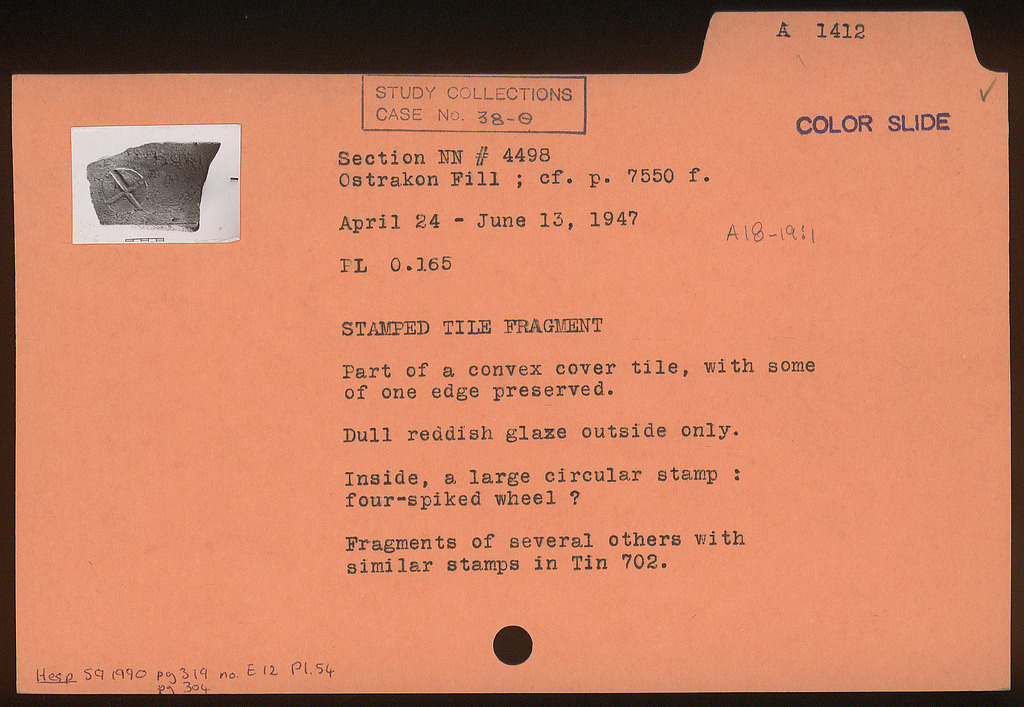 A 1412
STUDY COLLECTIONS
CASE No. 38-Θ
COLOR SLIDE
Section NN # 4498
Ostrakon Fill ; cf. p. 7550 f.
April 24 - June 13, 1947
A18-19
PL 0.165
STAMPED TILE FRAGMENT
Part of a convex cover tile, with some
of one edge preserved.
Dull reddish glaze outside only.
Inside, a large circular stamp :
four-spiked wheel ?
Fragments of several others with
similar stamps in Tin 702.
Hesp 59 1990 pg 319 no. E 12 Pl. 54
pg 304